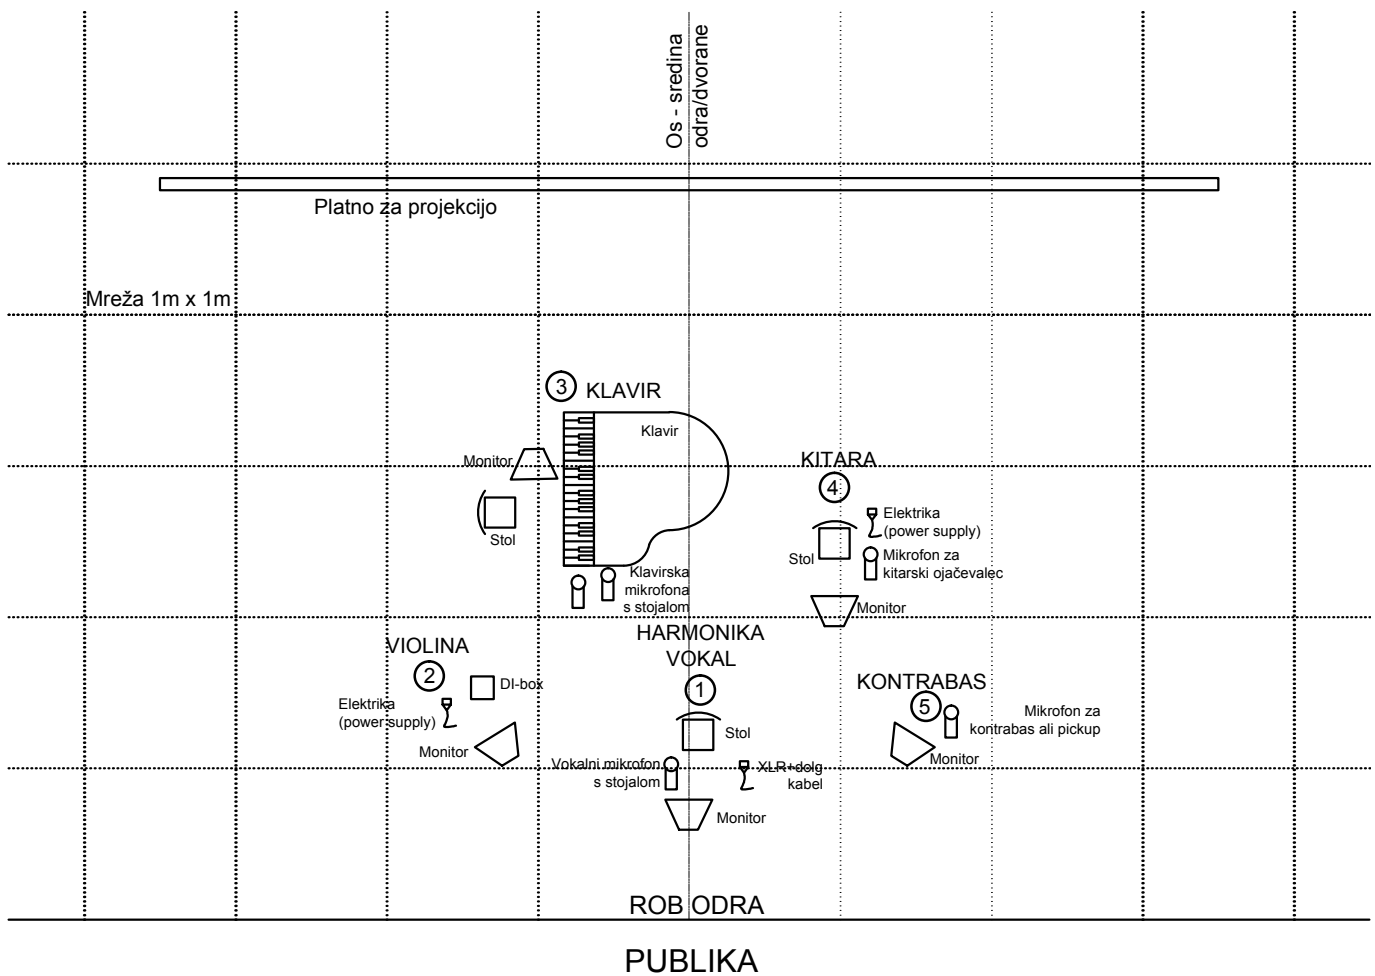 Os - sredina
odra/dvorane
Platno za projekcijo
Mreža 1m x 1m
3 KLAVIR
Klavir
Monitor
Stol
Klavirska
mikrofona
s stojalom
KITARA
4
Elektrika
(power supply)
Stol
Mikrofon za
kitarski ojačevalec
Monitor
VIOLINA
2
DI-box
Elektrika
(power supply)
Monitor
HARMONIKA
VOKAL
1
Stol
Vokalni mikrofon
s stojalom
XLR+dolg
kabel
Monitor
KONTRABAS
5
Mikrofon za
kontrabas ali pickup
Monitor
ROB ODRA
PUBLIKA